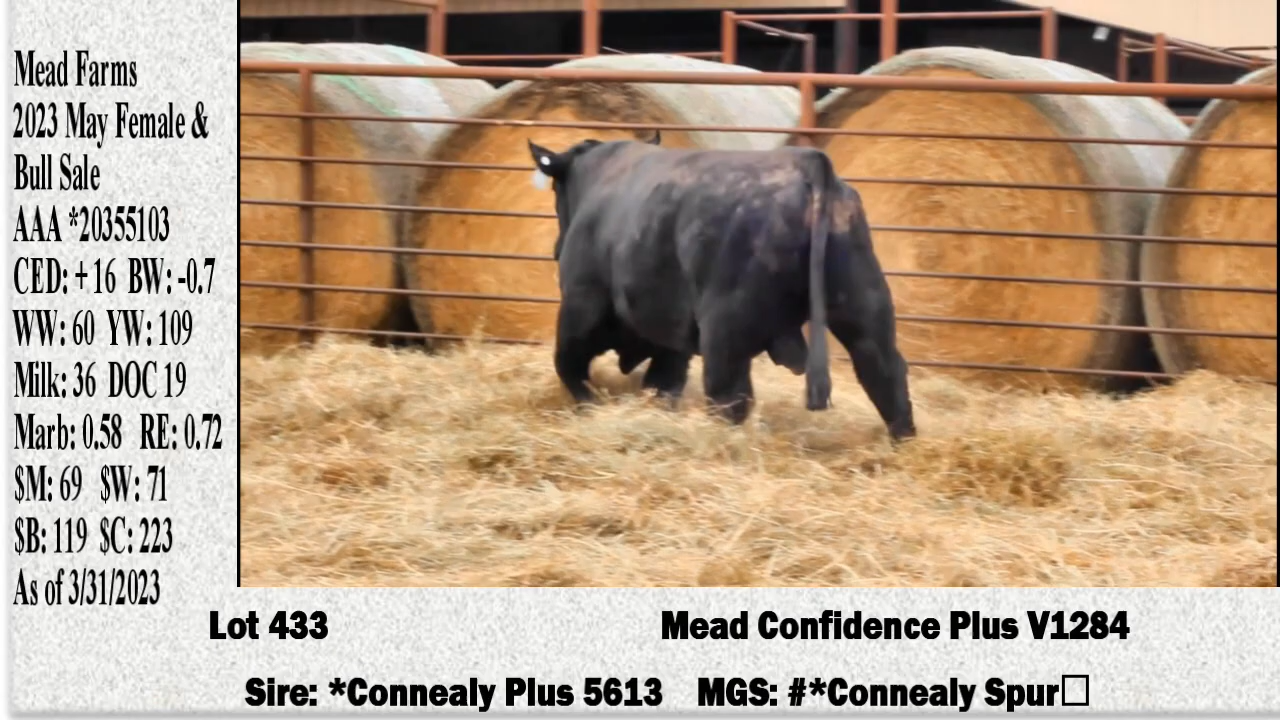 Mead Farms
2023 May Female &
Bull Sale
AAA *20355103
CED: +16 BW: -0.7
WW: 60 YW: 109
Milk: 36 DOC 19
Marb: 0.58 RE: 0.72
$M: 69 $W: 71
$B: 119 $C: 223
As of 3/31/2023
Lot 433 Mead Confidence Plus V1284
Sire: *Connealy Plus 5613 MGS: #*Connealy Spur□